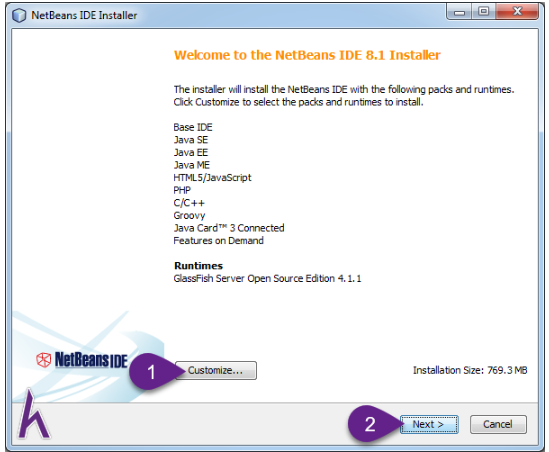 NetBeans IDE Installer
Welcome to the NetBeans IDE 8.1 Installer
The installer will install the NetBeans IDE with the following packs and runtimes.
Click Customize to select the packs and runtimes to install.
Base IDE
Java SE
Java EE
Java ME
HTML5/JavaScript
PHP
C/C++
Groovy
Java Card™ 3 Connected
Features on Demand
Runtimes
GlassFish Server Open Source Edition 4.1.1
NetBeans IDE
1
Customize...
Installation Size: 769.3 MB
h
2
Next >
Cancel